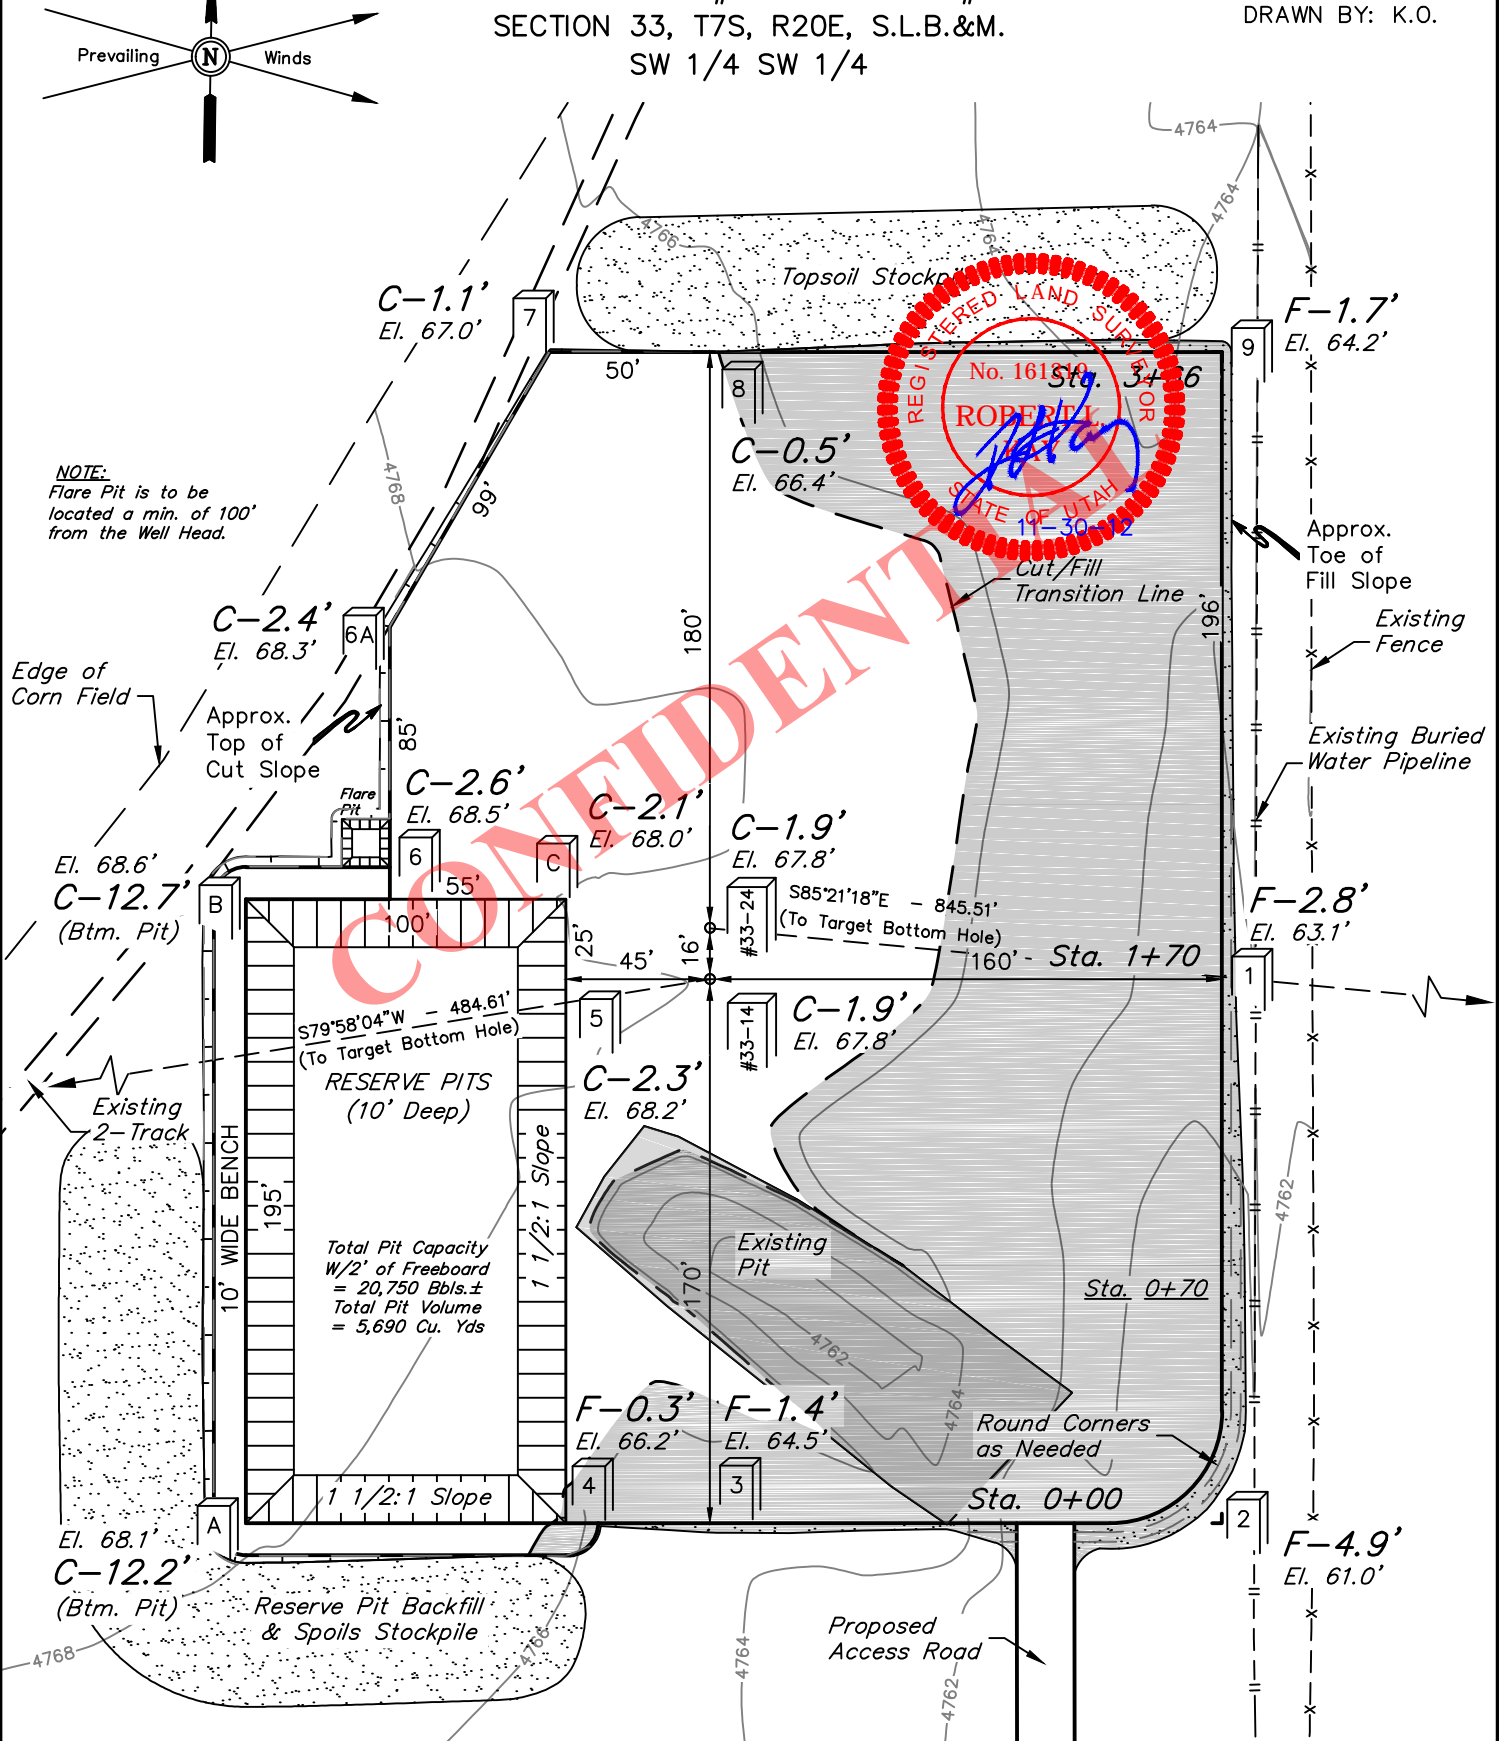 SECTION 33, T7S, R20E, S.L.B.&M.
SW 1/4 SW 1/4
DRAWN BY: K.O.
Prevailing
N
Winds
4764
4764
4766
4764
Topsoil Stockpile
C-1.1'
El. 67.0'
7
50'
8
C-0.5'
El. 66.4'
9
F-1.7'
El. 64.2'
Sta. 3+66
REGISTERED LAND SURVEYOR
No. 161319
ROBERT L.
KAY
STATE OF UTAH
11-30-12
CONFIDENTIAL
NOTE:
Flare Pit is to be
located a min. of 100'
from the Well Head.
4768
99'
Cut/Fill
Transition Line
Approx.
Toe of
Fill Slope
196'
Existing
Fence
C-2.4'
El. 68.3'
6A
180'
Edge of
Corn Field
Approx.
Top of
Cut Slope
85'
Existing Buried
Water Pipeline
Flare
Pit
C-2.6'
El. 68.5'
6
C-2.1'
El. 68.0'
C
C-1.9'
El. 67.8'
El. 68.6'
C-12.7'
(Btm. Pit)
B
55'
100'
25'
45'
16'
#33-24
S85°21'18"E - 845.51'
(To Target Bottom Hole)
160'
Sta. 1+70
F-2.8'
El. 63.1'
1
S79°58'04"W - 484.61'
(To Target Bottom Hole)
5
#33-14
C-1.9'
El. 67.8'
C-2.3'
El. 68.2'
RESERVE PITS
(10' Deep)
Existing
2-Track
10' WIDE BENCH
195'
1 1/2:1 Slope
Total Pit Capacity
W/2' of Freeboard
= 20,750 Bbls.±
Total Pit Volume
= 5,690 Cu. Yds
Existing
Pit
170'
4762
4762
4764
Sta. 0+70
F-0.3'
El. 66.2'
4
F-1.4'
El. 64.5'
3
Round Corners
as Needed
Sta. 0+00
1 1/2:1 Slope
A
El. 68.1'
C-12.2'
(Btm. Pit)
2
F-4.9'
El. 61.0'
Reserve Pit Backfill
& Spoils Stockpile
4768
4766
4764
4762
Proposed
Access Road